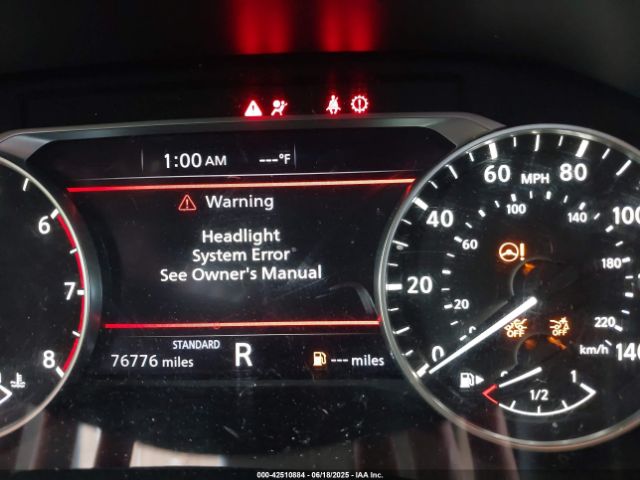 1:00 AM ---°F
Warning
Headlight
System Error
See Owner's Manual
STANDARD
76776 miles R --- miles
6
7
8
0
20
40
60
MPH
80
100
140
0
20
60
100
140
180
220
km/h
OFF
OFF
1/2
1
000-42510884 - 06/18/2025 - IAA Inc.